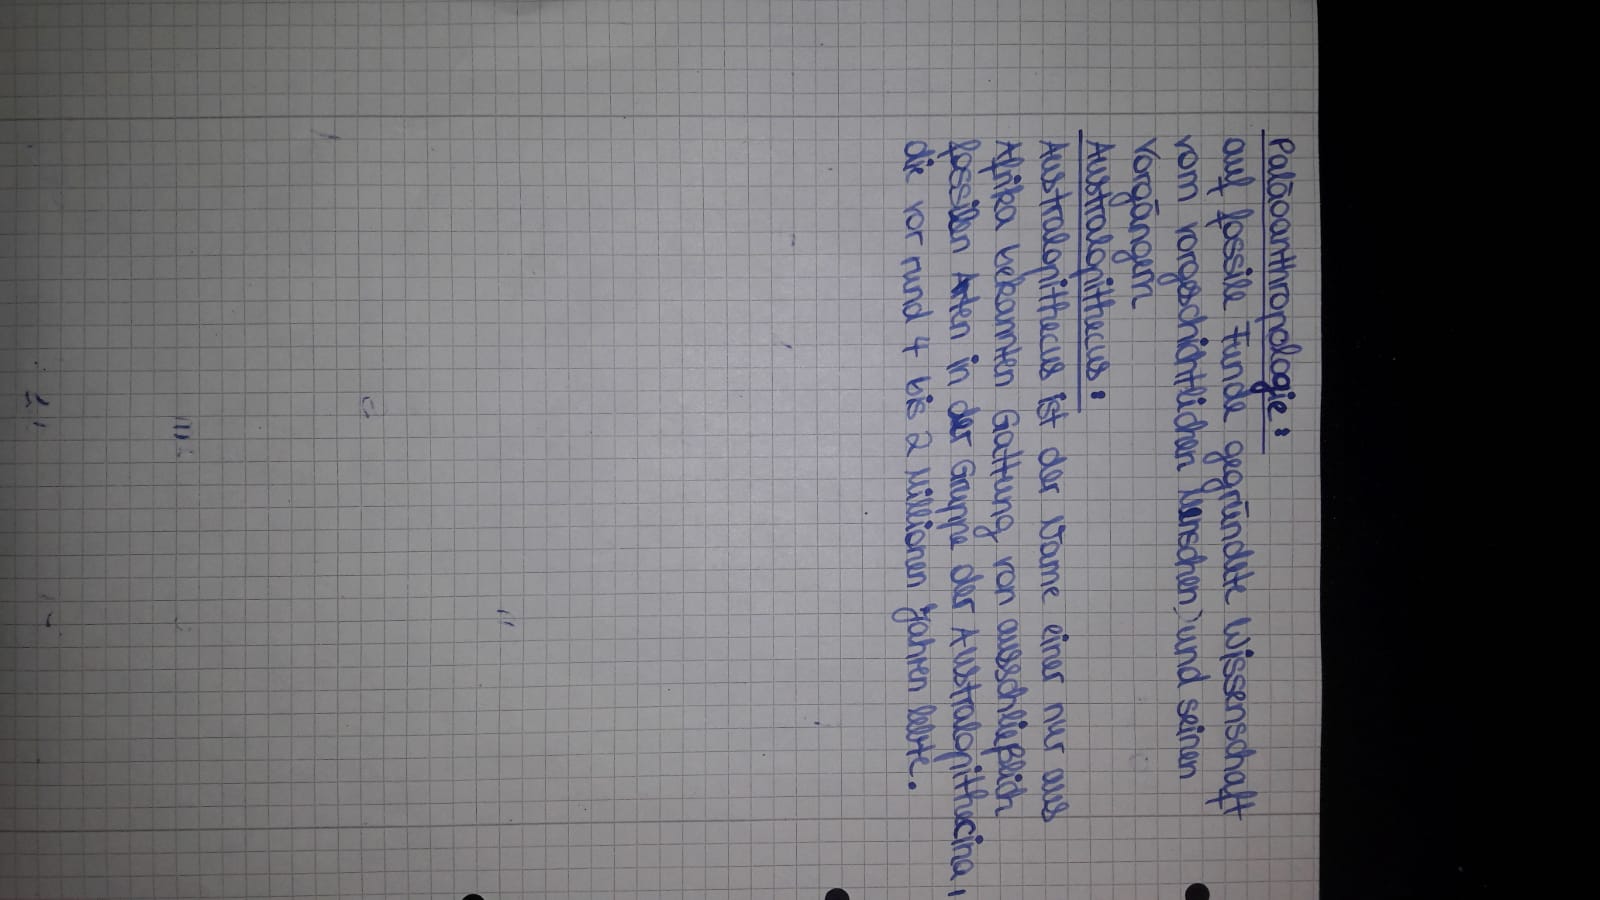 Paläoanthropologie:
auf fossile Funde gegründete Wissenschaft
vom vorgeschichtlichen Menschen, und seinen
Vorgängern
Australopithecus:
Australopithecus ist der Name einer nur aus
Afrika bekannten Gattung von ausschließlich
fossilen Arten in der Gruppe der Australopithecina,
die vor rund 4 bis 2 Millionen Jahren lebte.